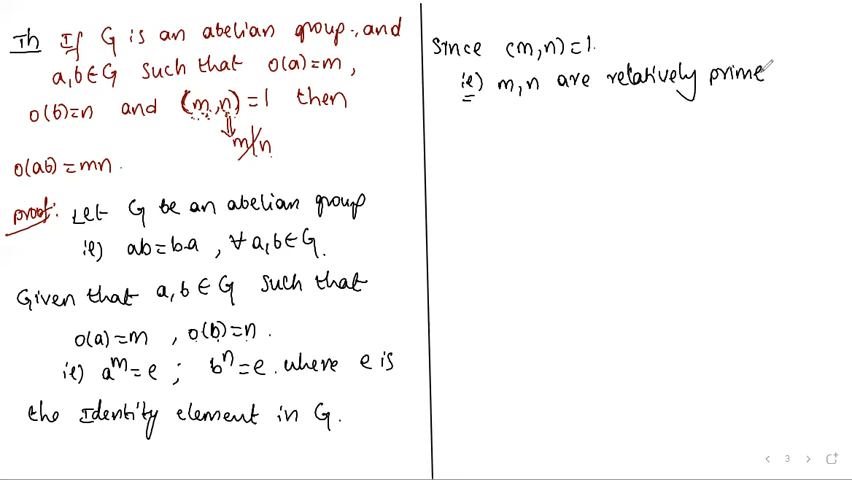 Th If G is an abelian group, and
a,b∈G such that o(a)=m,
o(b)=n and (m,n)=1 then
⇓
m∤n
o(ab)=mn.
proof: Let G be an abelian group
ie) ab=b.a, ∀ a,b∈G.
Given that a,b∈G such that
o(a)=m, o(b)=n.
ie) a^m=e; b^n=e. where e is
the Identity element in G.
Since (m,n)=1.
ie) m,n are relatively prime
3